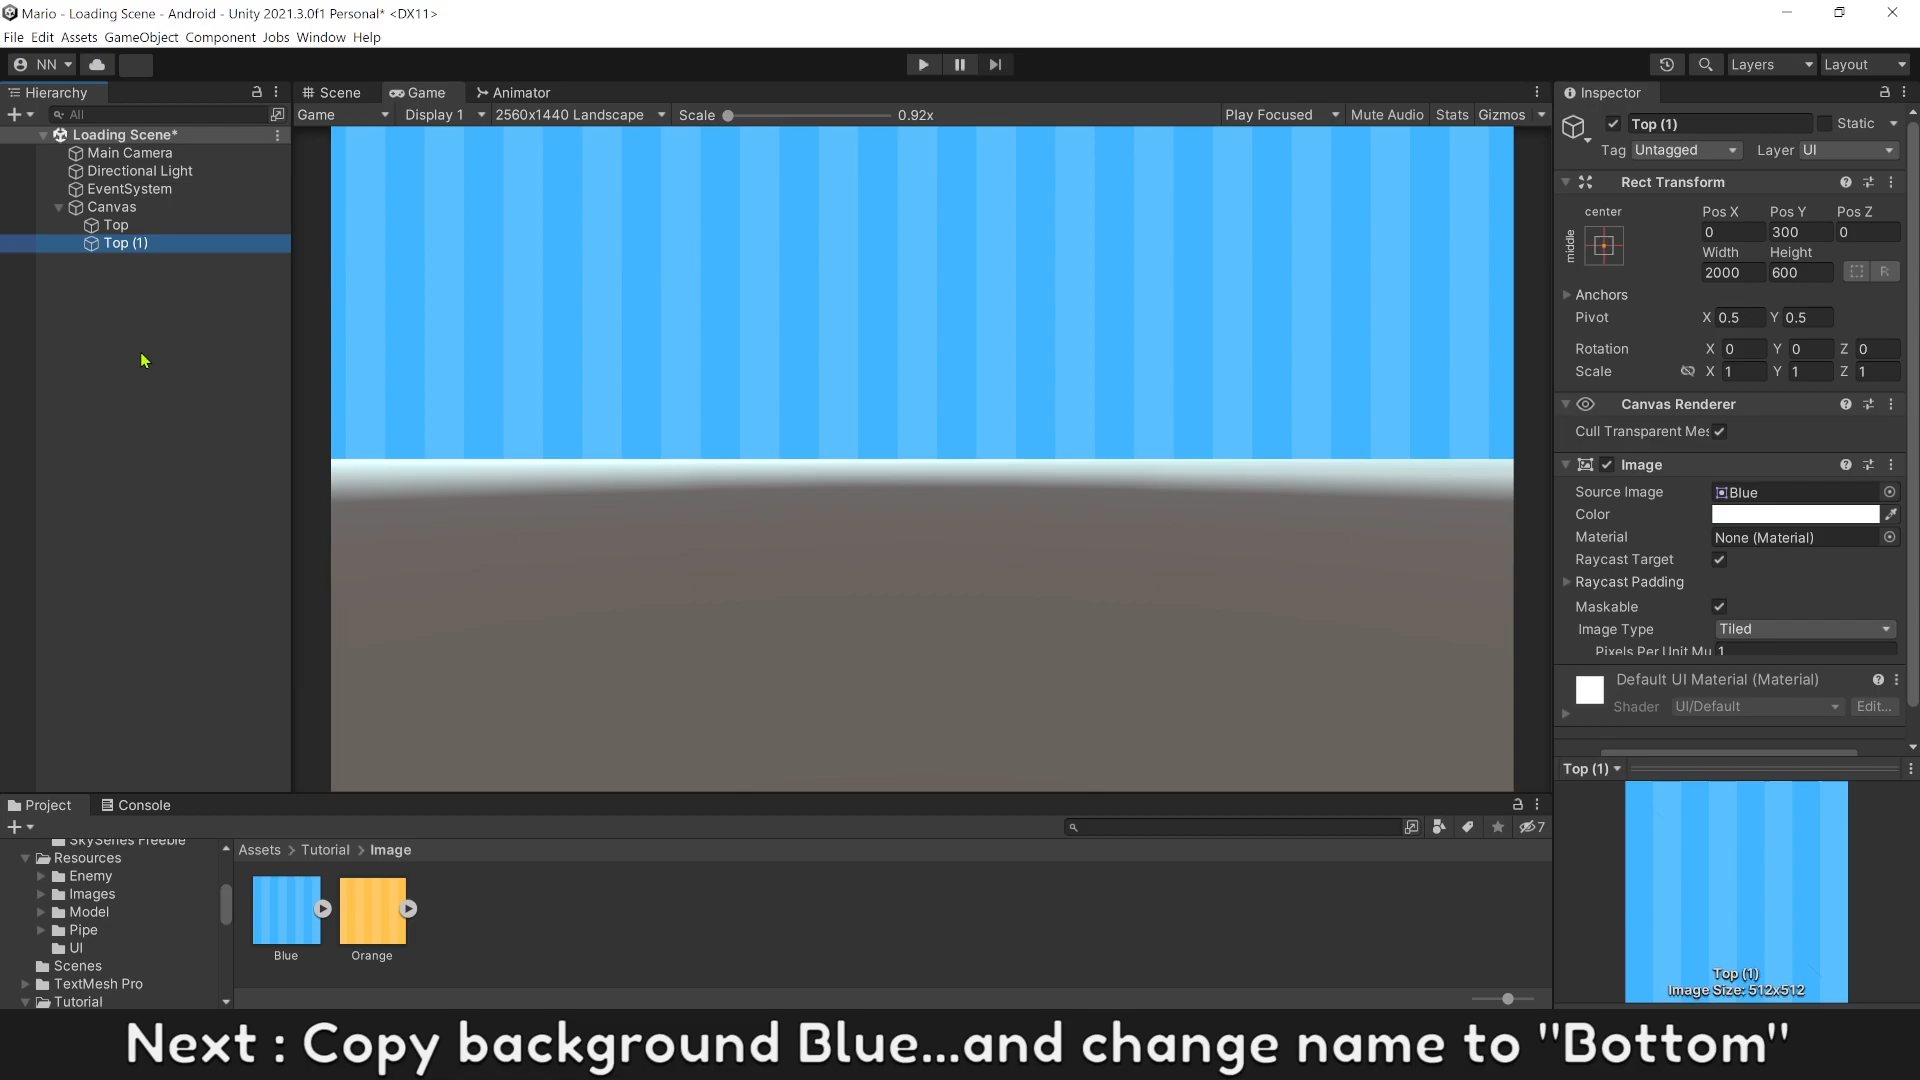 Mario - Loading Scene - Android - Unity 2021.3.0f1 Personal* <DX11>
File Edit Assets GameObject Component Jobs Window Help
NN Layers Layout
Hierarchy Scene Game Animator Inspector
All Game Display 1 2560x1440 Landscape Scale 0.92x Play Focused Mute Audio Stats Gizmos
Loading Scene*
Main Camera
Directional Light
EventSystem
Canvas
Top
Top (1)
Top (1) Static
Tag Untagged Layer UI
Rect Transform
center
middle
Pos X Pos Y Pos Z
0 300 0
Width Height
2000 600 R
Anchors
Pivot X 0.5 Y 0.5
Rotation X 0 Y 0 Z 0
Scale X 1 Y 1 Z 1
Canvas Renderer
Cull Transparent Mes
Image
Source Image Blue
Color
Material None (Material)
Raycast Target
Raycast Padding
Maskable
Image Type Tiled
Pixels Per Unit Mu 1
Default UI Material (Material)
Shader UI/Default Edit...
Top (1)
Top (1)
Image Size: 512x512
Project Console
7
SkySeries Freebie
Resources
Enemy
Images
Model
Pipe
UI
Scenes
TextMesh Pro
Tutorial
Assets > Tutorial > Image
Blue Orange
Next : Copy background Blue...and change name to "Bottom"